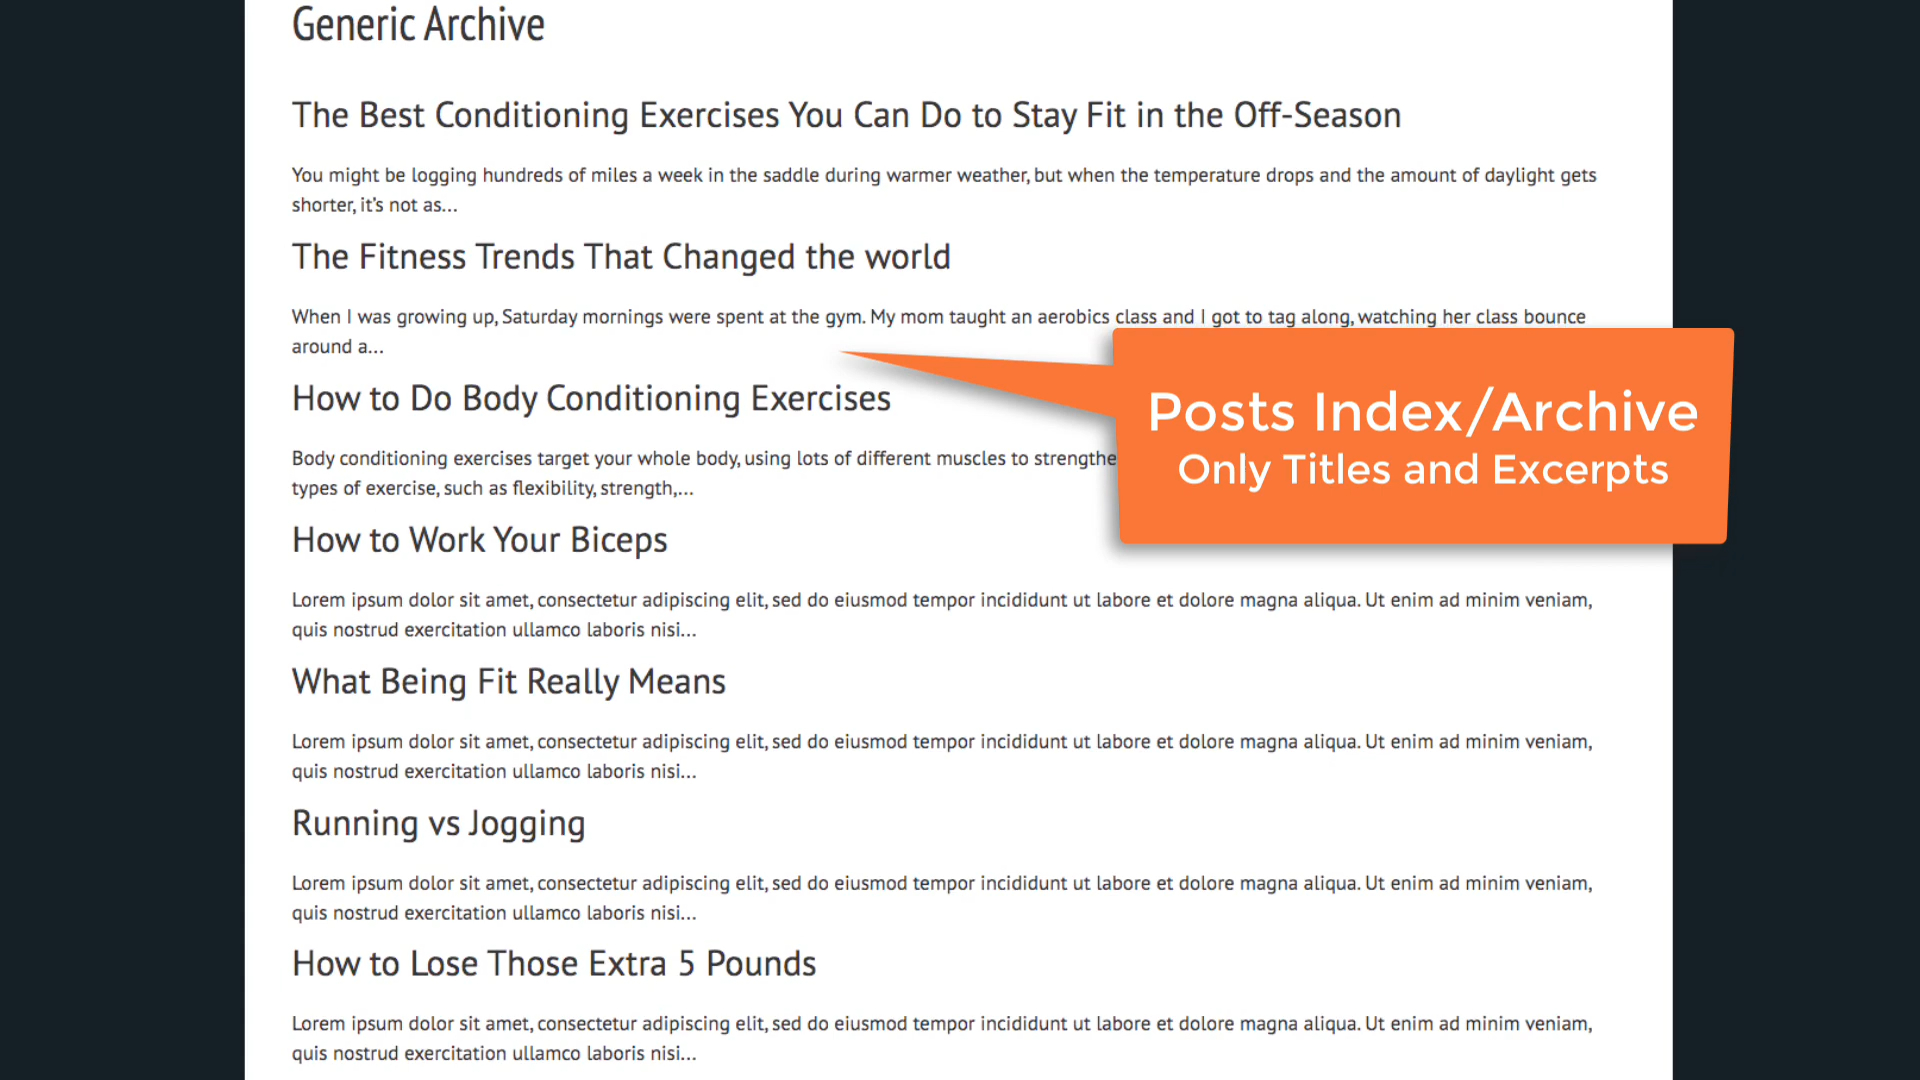 Generic Archive
The Best Conditioning Exercises You Can Do to Stay Fit in the Off-Season
You might be logging hundreds of miles a week in the saddle during warmer weather, but when the temperature drops and the amount of daylight gets
shorter, it's not as...
The Fitness Trends That Changed the world
When I was growing up, Saturday mornings were spent at the gym. My mom taught an aerobics class and I got to tag along, watching her class bounce
around a...
Posts Index/Archive
Only Titles and Excerpts
How to Do Body Conditioning Exercises
Body conditioning exercises target your whole body, using lots of different muscles to strengthe
types of exercise, such as flexibility, strength,...
How to Work Your Biceps
Lorem ipsum dolor sit amet, consectetur adipiscing elit, sed do eiusmod tempor incididunt ut labore et dolore magna aliqua. Ut enim ad minim veniam,
quis nostrud exercitation ullamco laboris nisi...
What Being Fit Really Means
Lorem ipsum dolor sit amet, consectetur adipiscing elit, sed do eiusmod tempor incididunt ut labore et dolore magna aliqua. Ut enim ad minim veniam,
quis nostrud exercitation ullamco laboris nisi...
Running vs Jogging
Lorem ipsum dolor sit amet, consectetur adipiscing elit, sed do eiusmod tempor incididunt ut labore et dolore magna aliqua. Ut enim ad minim veniam,
quis nostrud exercitation ullamco laboris nisi...
How to Lose Those Extra 5 Pounds
Lorem ipsum dolor sit amet, consectetur adipiscing elit, sed do eiusmod tempor incididunt ut labore et dolore magna aliqua. Ut enim ad minim veniam,
quis nostrud exercitation ullamco laboris nisi...